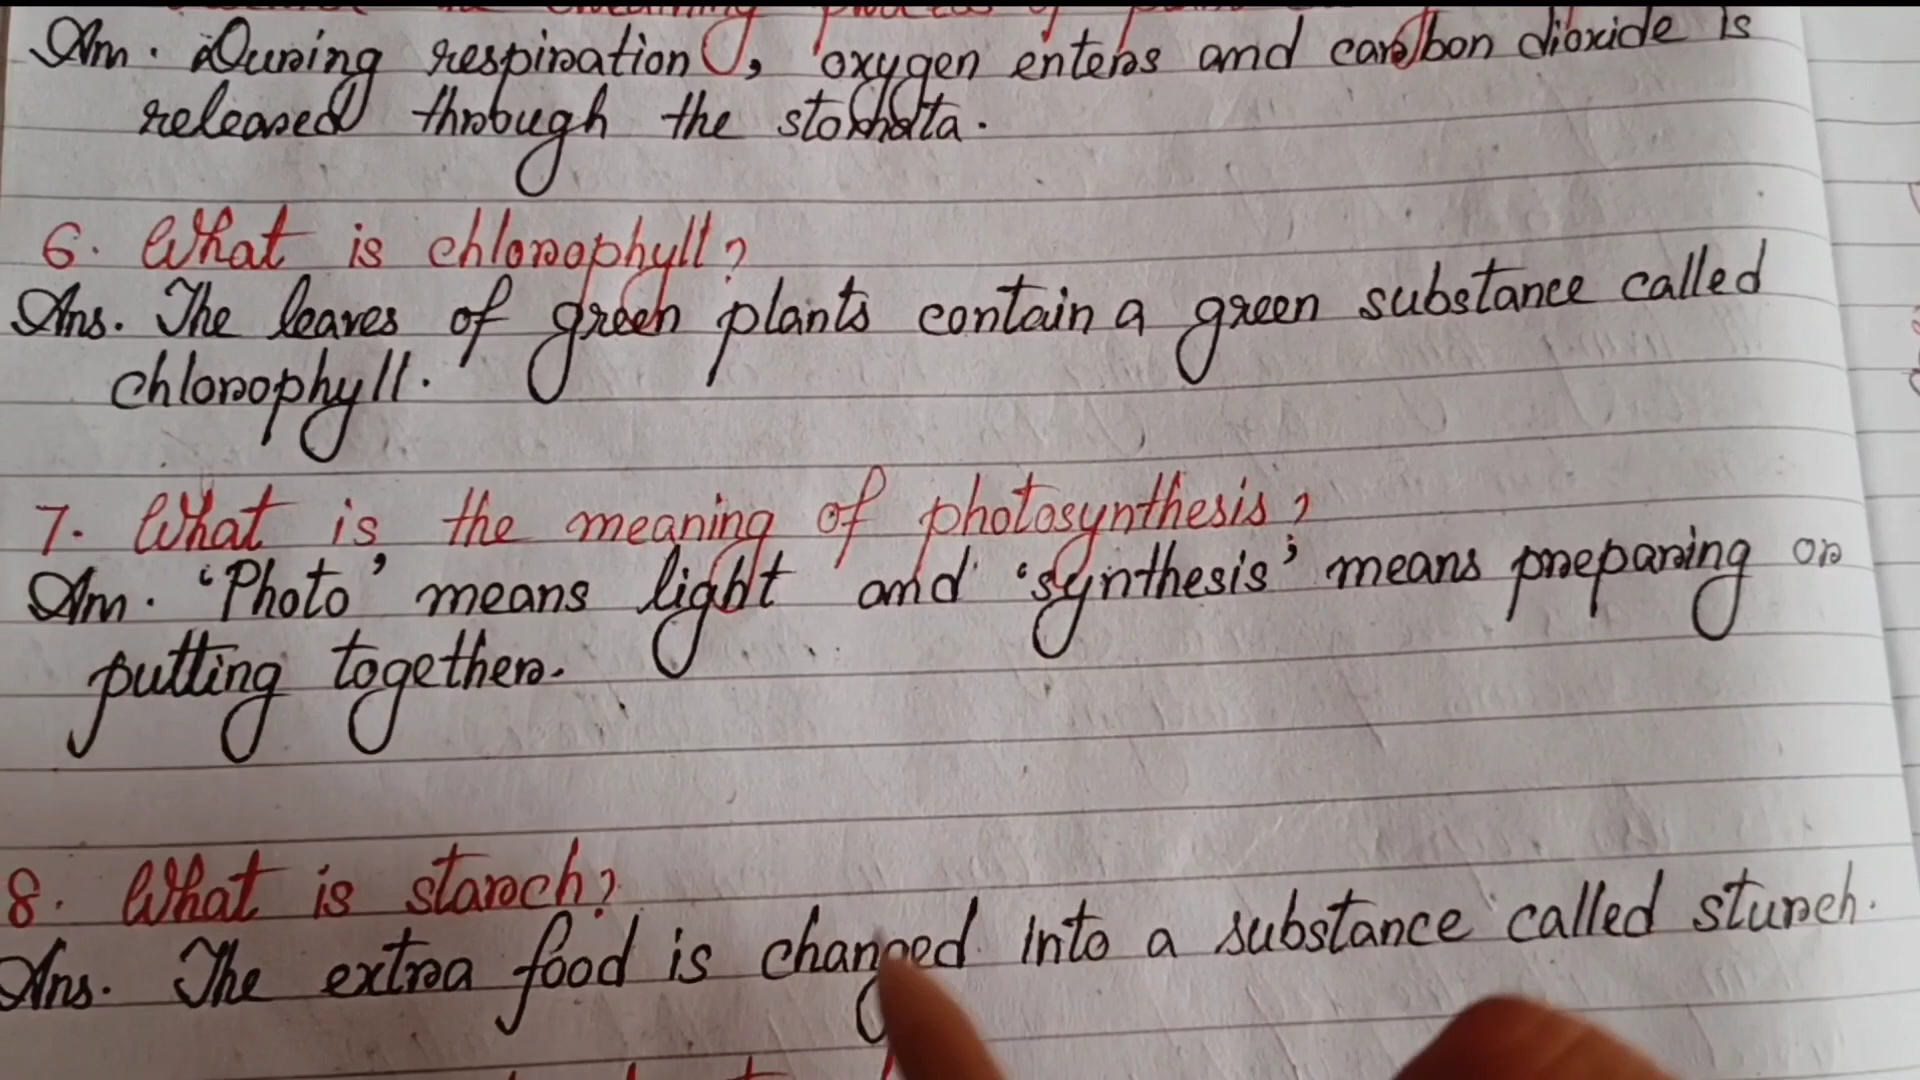 Ans. During respiration, oxygen enters and carbon dioxide is
released through the stomata.
6. What is chlorophyll?
Ans. The leaves of green plants contain a green substance called
chlorophyll.
7. What is the meaning of photosynthesis?
Ans. 'Photo' means light and 'synthesis' means preparing or
putting together.
8. What is starch?
Ans. The extra food is changed into a substance called sturch.